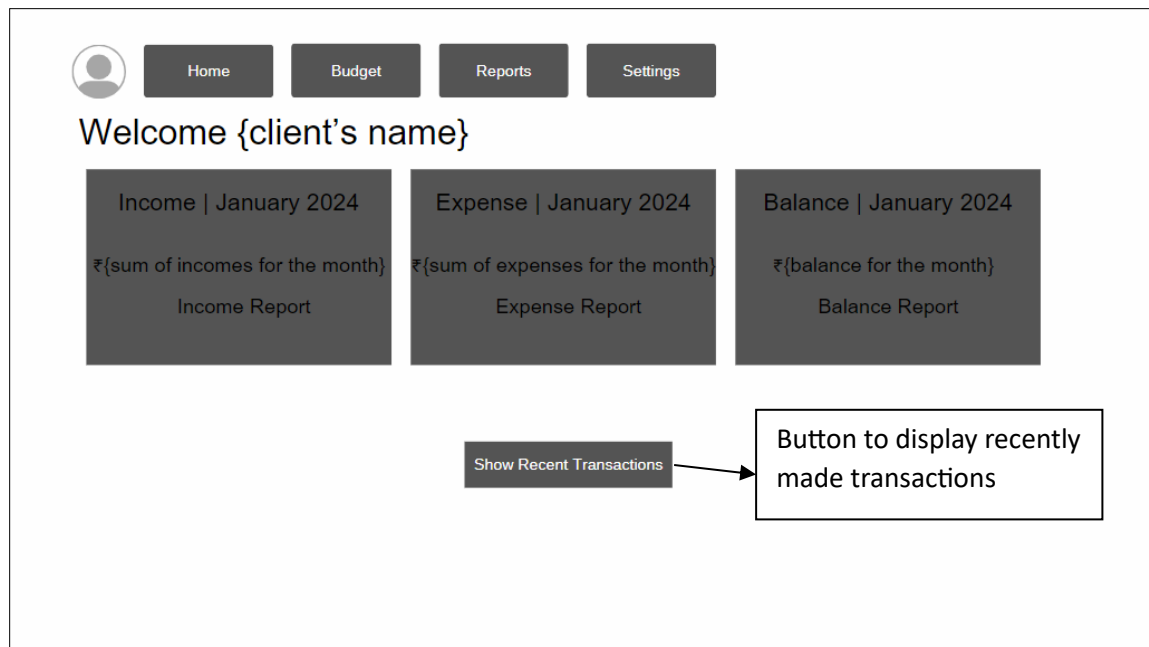 Home Budget Reports Settings
Welcome {client’s name}
Income | January 2024
₹{sum of incomes for the month}
Income Report
Expense | January 2024
₹{sum of expenses for the month}
Expense Report
Balance | January 2024
₹{balance for the month}
Balance Report
Show Recent Transactions
Button to display recently
made transactions